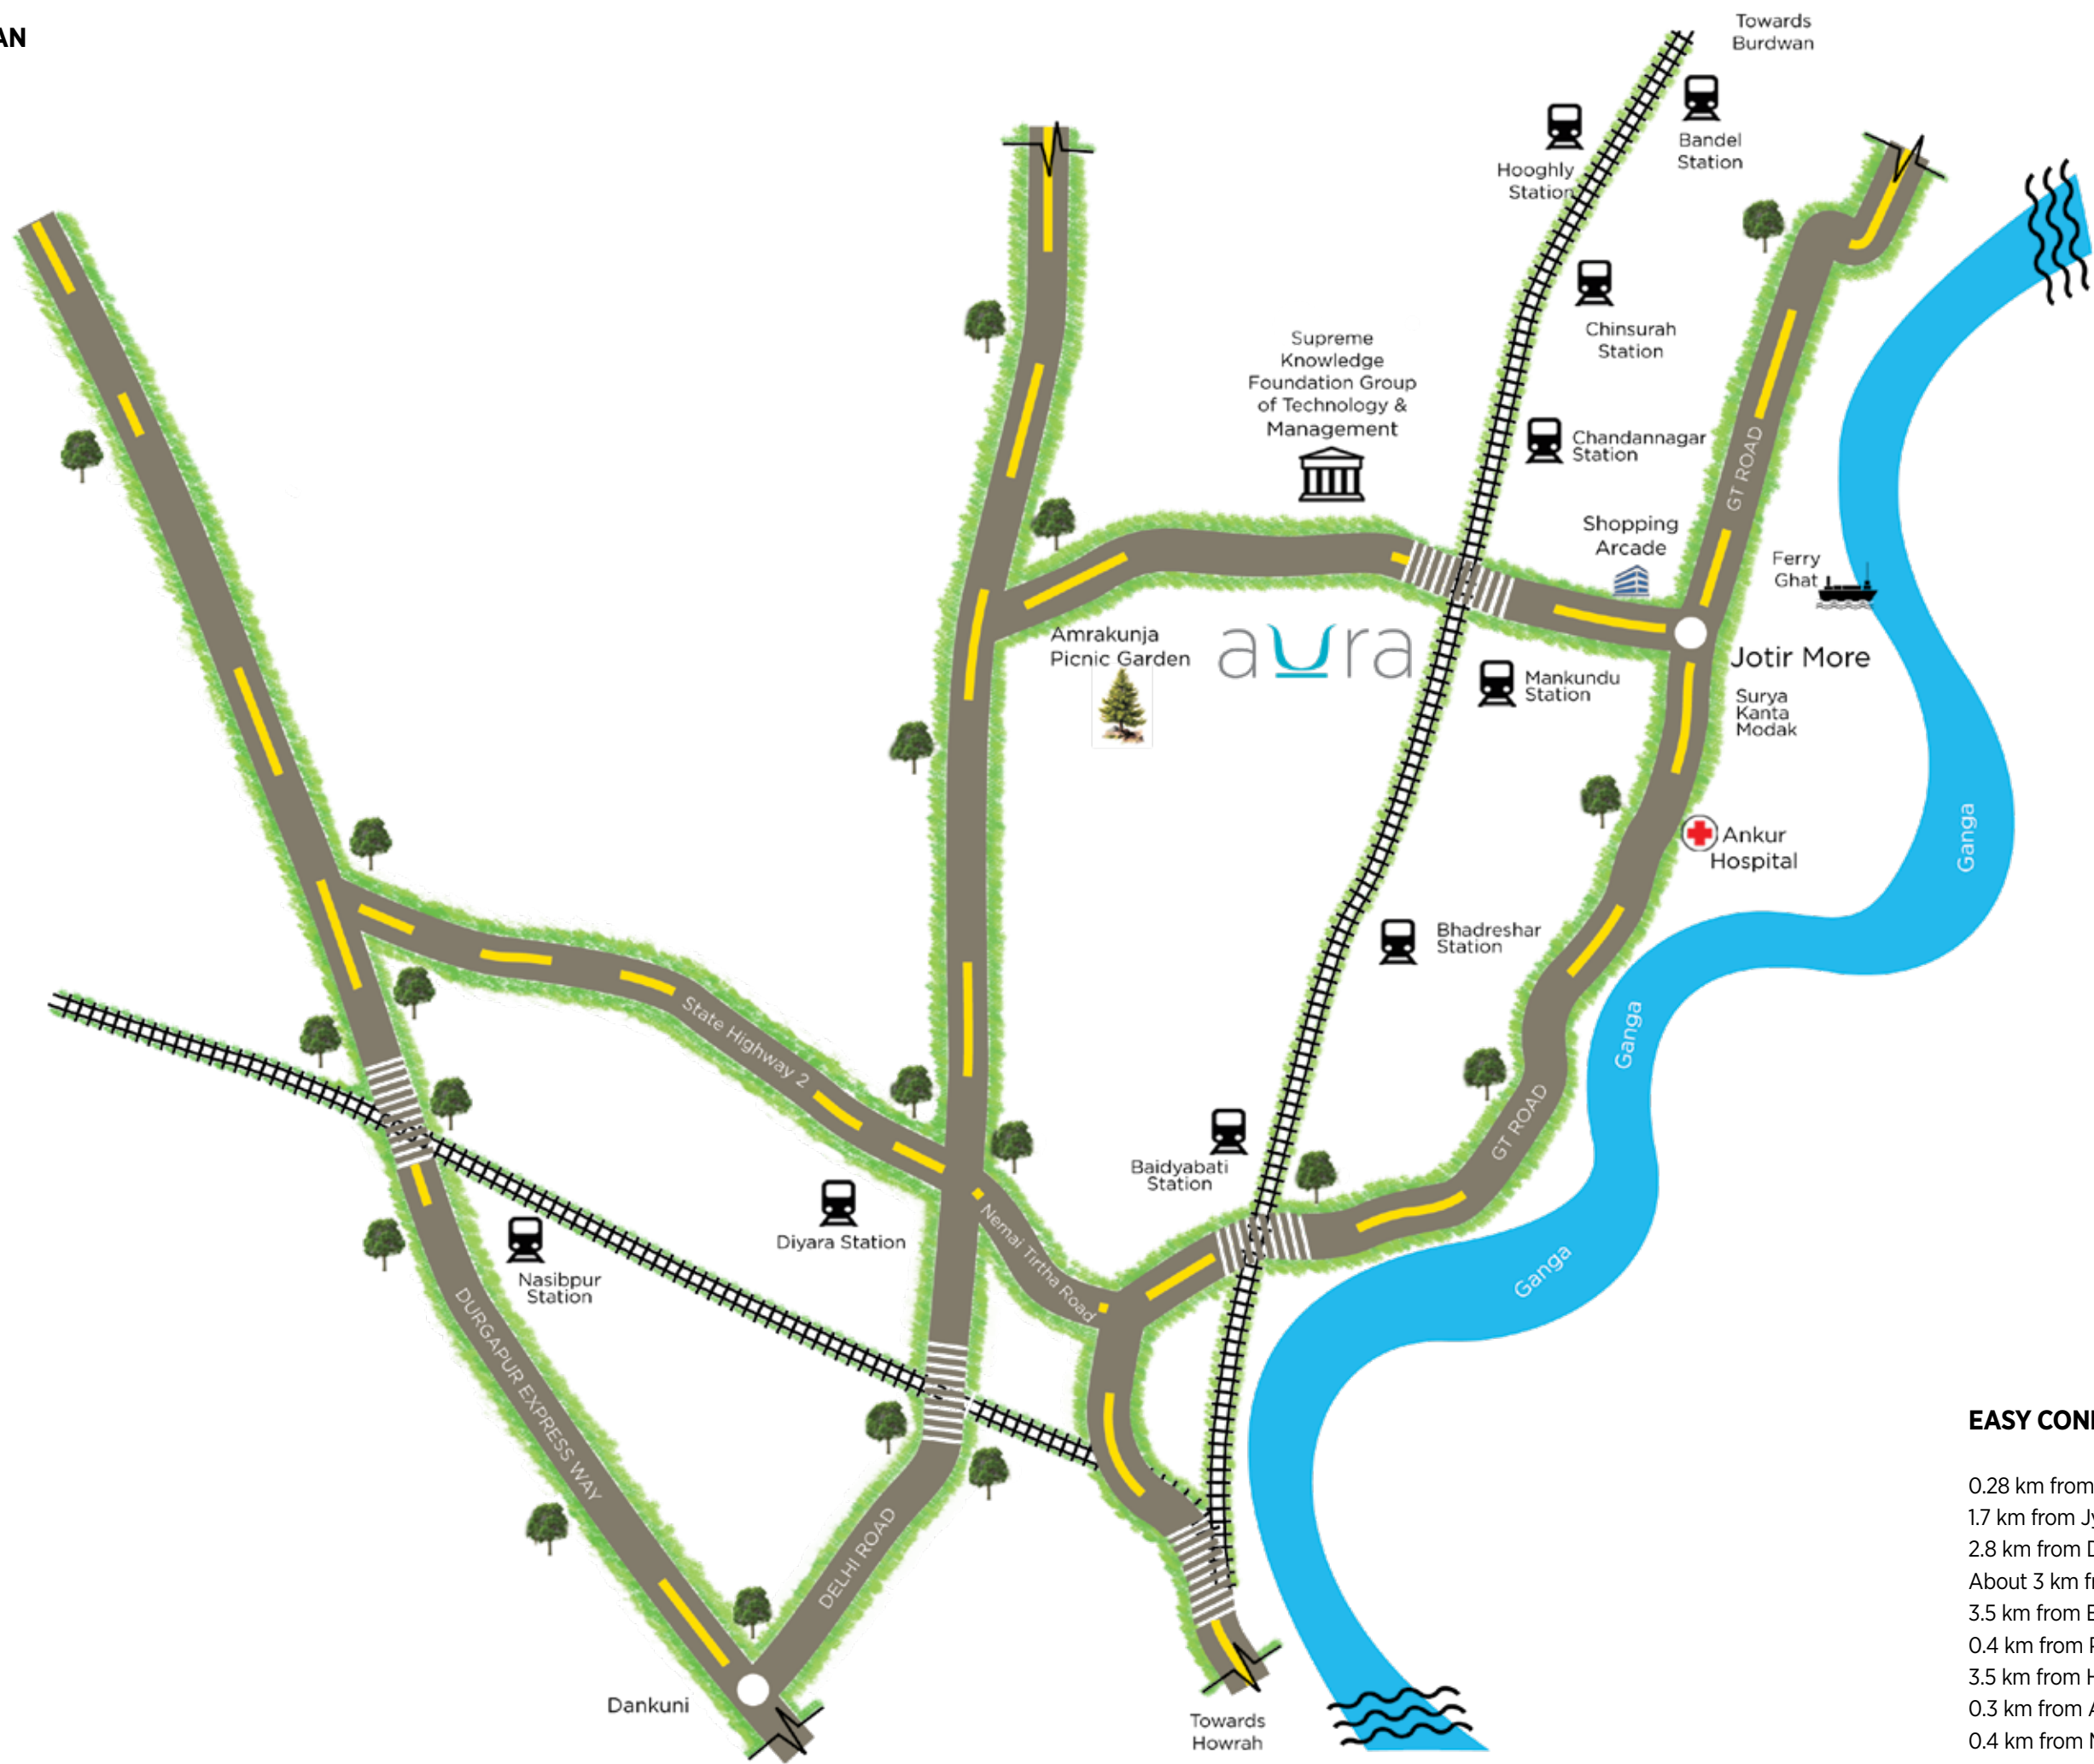 AN
Towards
Burdwan
Bandel
Station
Hooghly
Station
Chinsurah
Station
Supreme
Knowledge
Foundation Group
of Technology &
Management
Chandannagar
Station
GT ROAD
Shopping
Arcade
Ferry
Ghat
Amrakunja
Picnic Garden
aura
Jotir More
Mankundu
Station
Surya
Kanta
Modak
Ankur
Hospital
Ganga
Bhadreshar
Station
State Highway 2
Ganga
GT ROAD
Baidyabati
Station
Diyara Station
Nemai Tirtha Road
Nasibpur
Station
Ganga
DURGAPUR EXPRESS WAY
DELHI ROAD
Dankuni
Towards
Howrah
EASY CON
0.28 km from
1.7 km from Jy
2.8 km from D
About 3 km f
3.5 km from
0.4 km from
3.5 km from H
0.3 km from A
0.4 km from